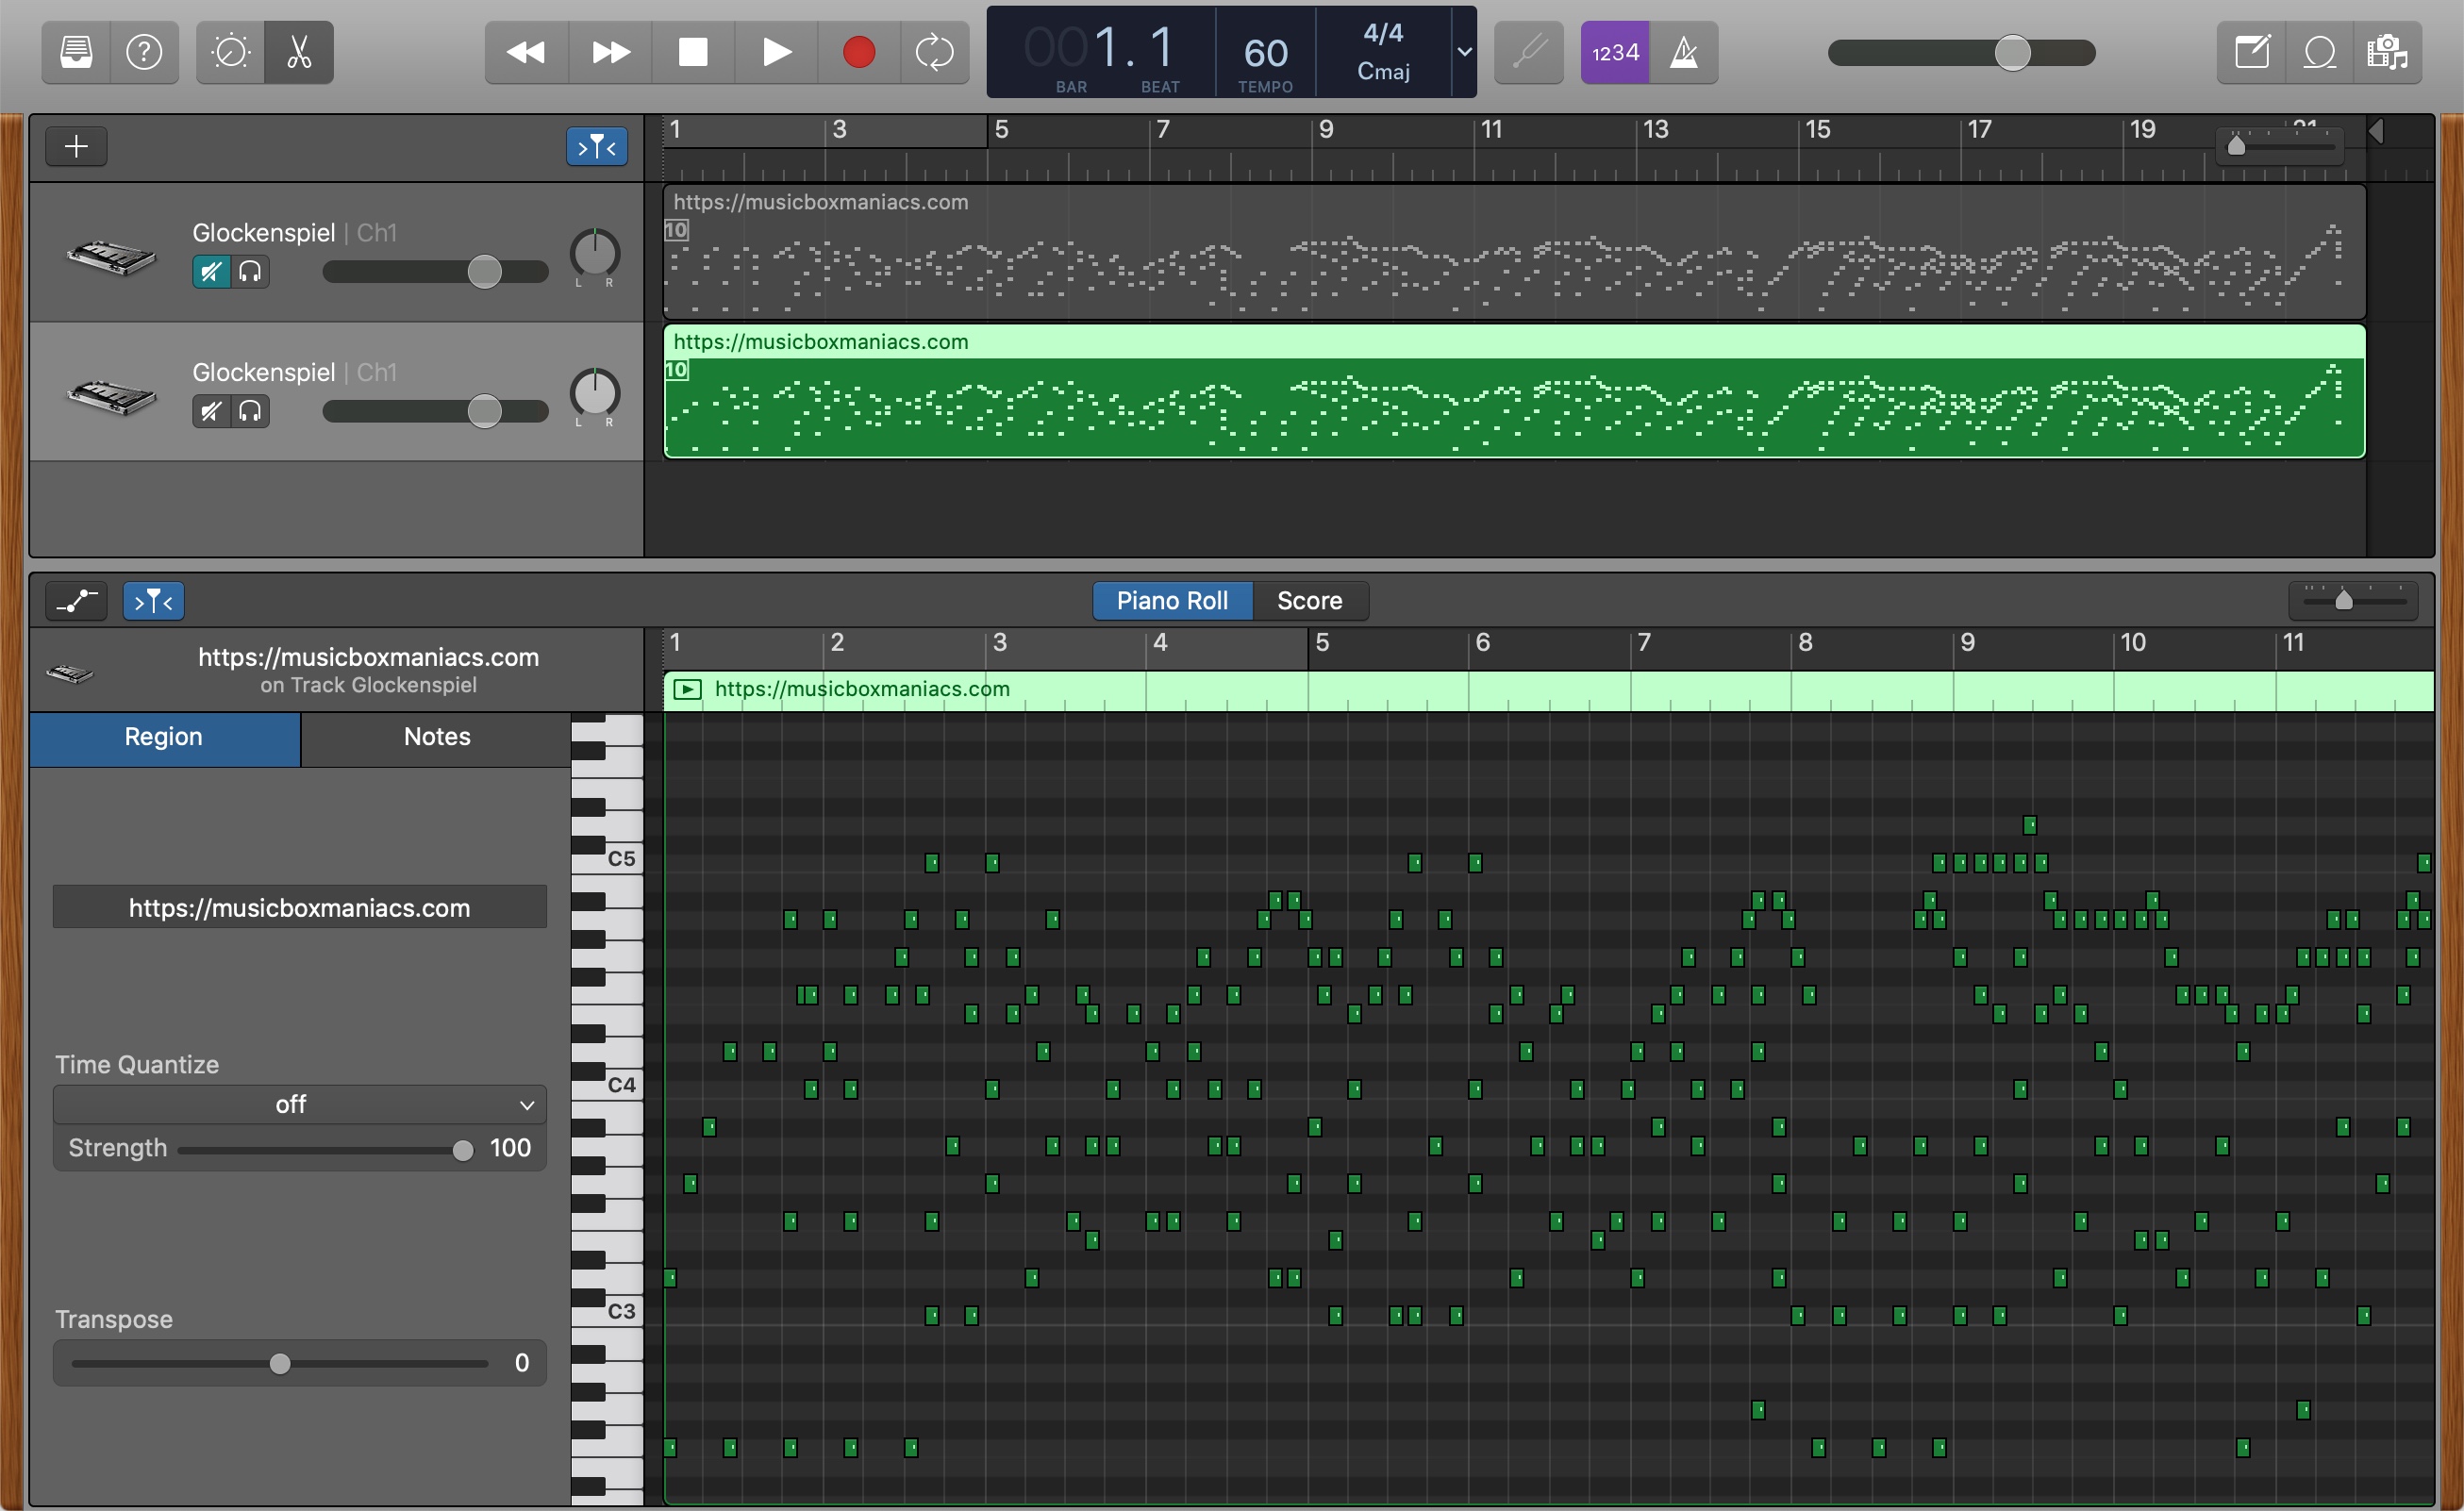 001. 1
BAR BEAT
60
TEMPO
4/4
Cmaj
1234
1 3 5 7 9 11 13 15 17 19 21
Glockenspiel | Ch1
L R
https://musicboxmaniacs.com
10
Glockenspiel | Ch1
L R
https://musicboxmaniacs.com
10
Piano Roll Score
https://musicboxmaniacs.com
on Track Glockenspiel
1 2 3 4 5 6 7 8 9 10 11
https://musicboxmaniacs.com
Region Notes
https://musicboxmaniacs.com
Time Quantize
off
Strength 100
Transpose
0
C5
C4
C3